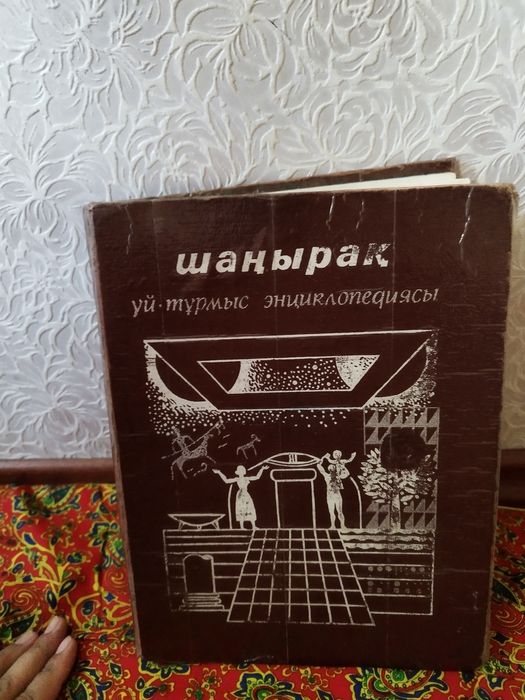 шаңырақ
үй-тұрмыс энциклопедиясы